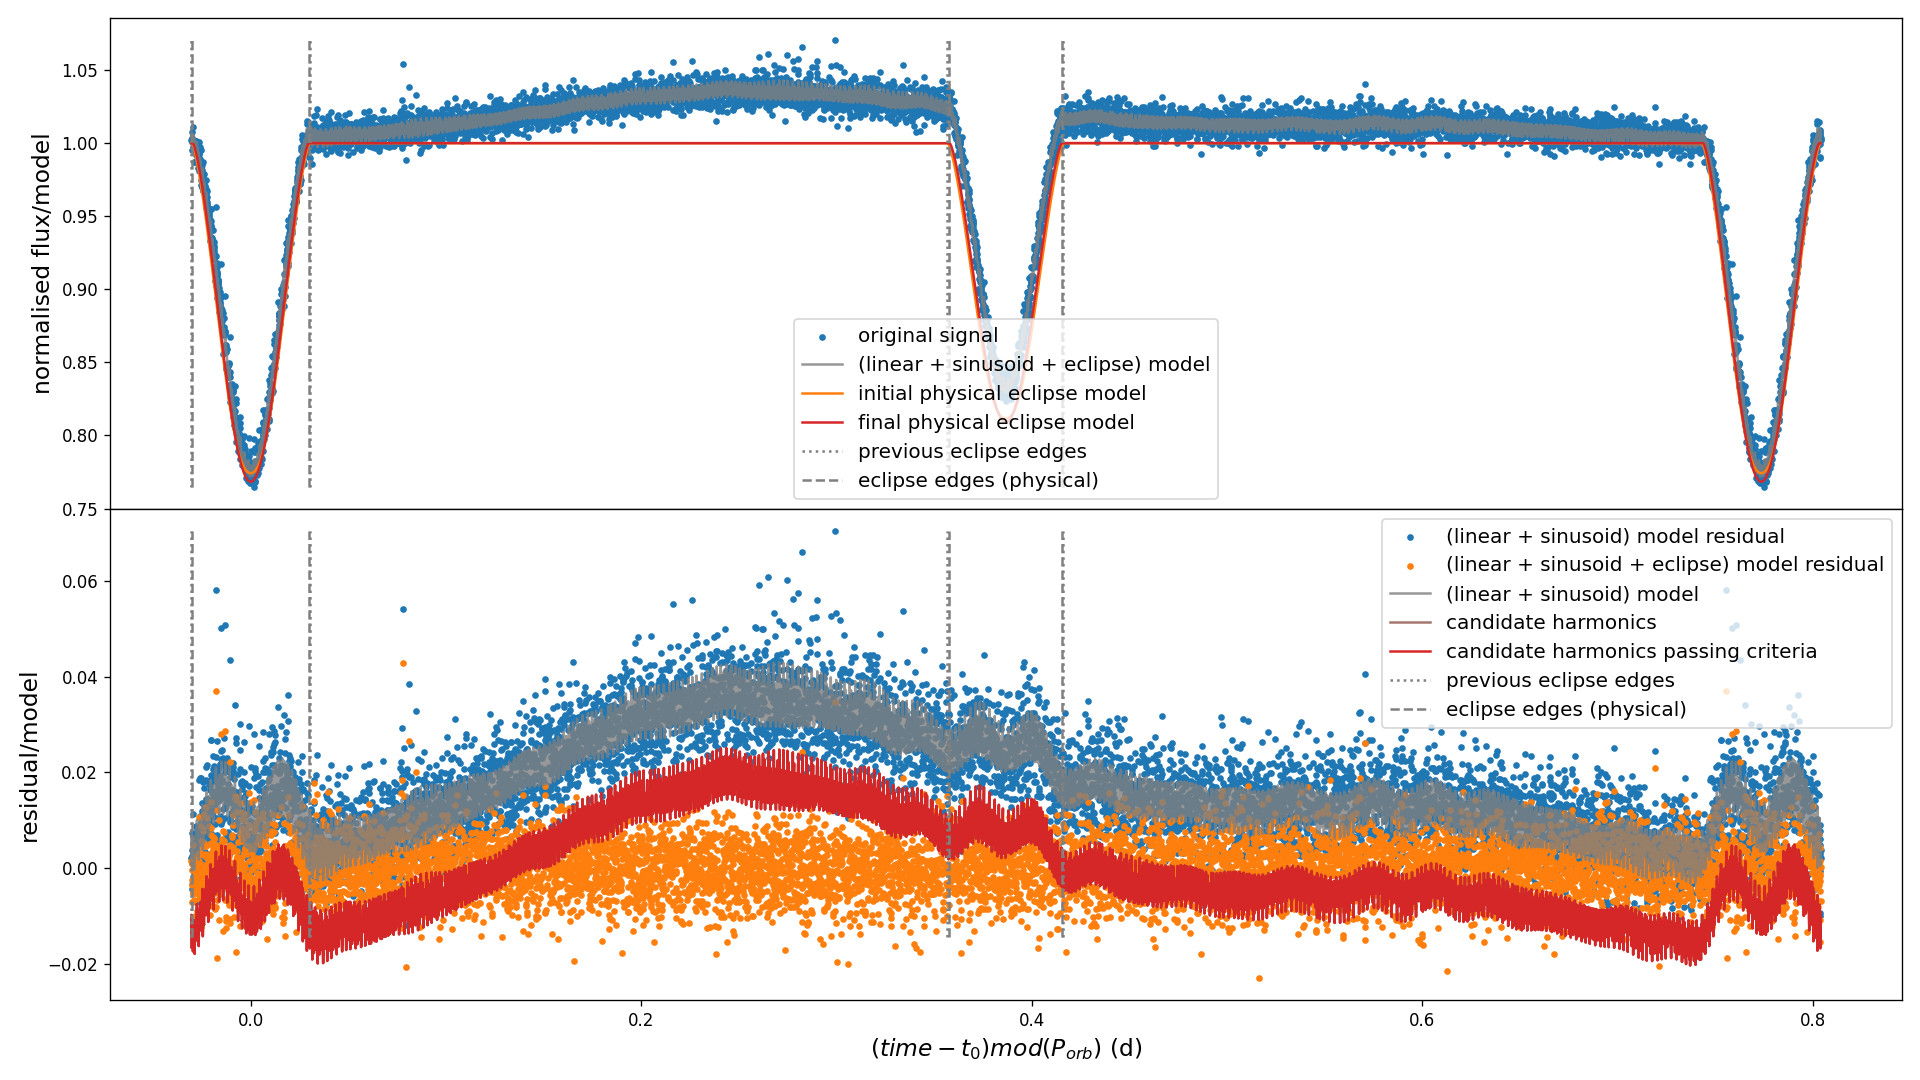 normalised flux/model
1.05
1.00
0.95
0.90
0.85
0.80
0.75
original signal
(linear + sinusoid + eclipse) model
initial physical eclipse model
final physical eclipse model
previous eclipse edges
eclipse edges (physical)
residual/model
0.06
0.04
0.02
0.00
−0.02
(linear + sinusoid) model residual
(linear + sinusoid + eclipse) model residual
(linear + sinusoid) model
candidate harmonics
candidate harmonics passing criteria
previous eclipse edges
eclipse edges (physical)
0.0 0.2 0.4 0.6 0.8
(time − t₀)mod(P_orb) (d)